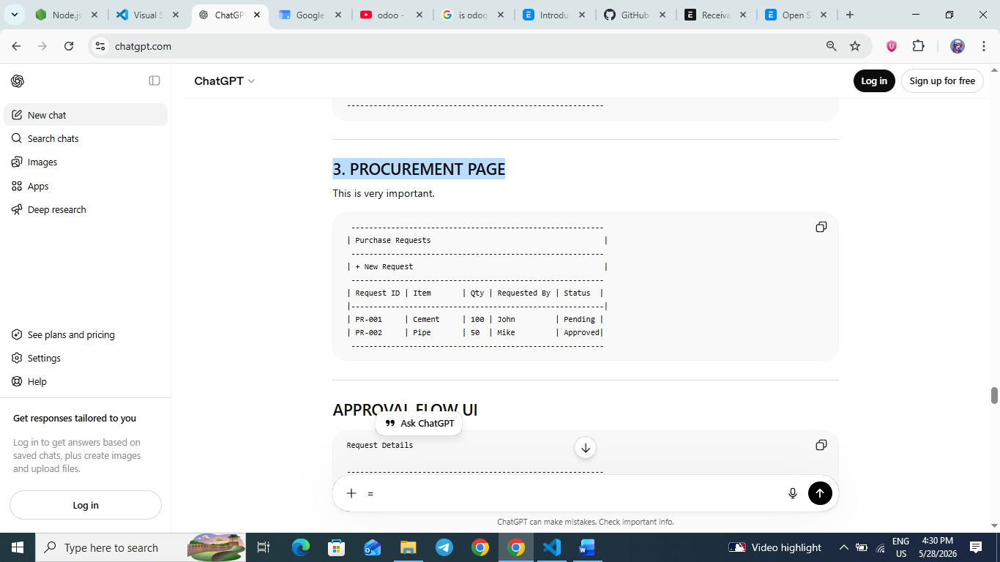 Node.js
Visual S
ChatGP
Google
odoo -
is odoo
Introdu
GitHub
Receiva
Open S
chatgpt.com
ChatGPT
Log in
Sign up for free
New chat
Search chats
Images
Apps
Deep research
See plans and pricing
Settings
Help
Get responses tailored to you
Log in to get answers based on
saved chats, plus create images
and upload files.
Log in
-------------------------------------------------------
3. PROCUREMENT PAGE
This is very important.
---------------------------------------------------------
| Purchase Requests |
---------------------------------------------------------
| + New Request |
---------------------------------------------------------
| Request ID | Item | Qty | Requested By | Status |
|---------------------------------------------------------|
| PR-001 | Cement | 100 | John | Pending |
| PR-002 | Pipe | 50 | Mike | Approved|
---------------------------------------------------------
APPROVAL FLOW UI
Ask ChatGPT
Request Details
---------------------------------------------------------
=
ChatGPT can make mistakes. Check important info.
Type here to search
Video highlight
ENG
US
4:30 PM
5/28/2026